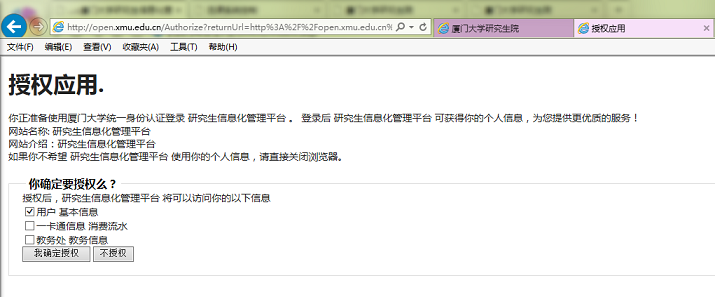 http://open.xmu.edu.cn/Authorize?returnUrl=http%3A%2F%2Fopen.xmu.edu.cn%
厦门大学研究生院
授权应用
文件(F) 编辑(E) 查看(V) 收藏夹(A) 工具(T) 帮助(H)
授权应用.
你正准备使用厦门大学统一身份认证登录 研究生信息化管理平台 。 登录后 研究生信息化管理平台 可获得你的个人信息，为您提供更优质的服务！
网站名称: 研究生信息化管理平台
网站介绍：研究生信息化管理平台
如果你不希望 研究生信息化管理平台 使用你的个人信息，请直接关闭浏览器。
你确定要授权么？
授权后，研究生信息化管理平台 将可以访问你的以下信息
用户 基本信息
一卡通信息 消费流水
教务处 教务信息
我确定授权 不授权